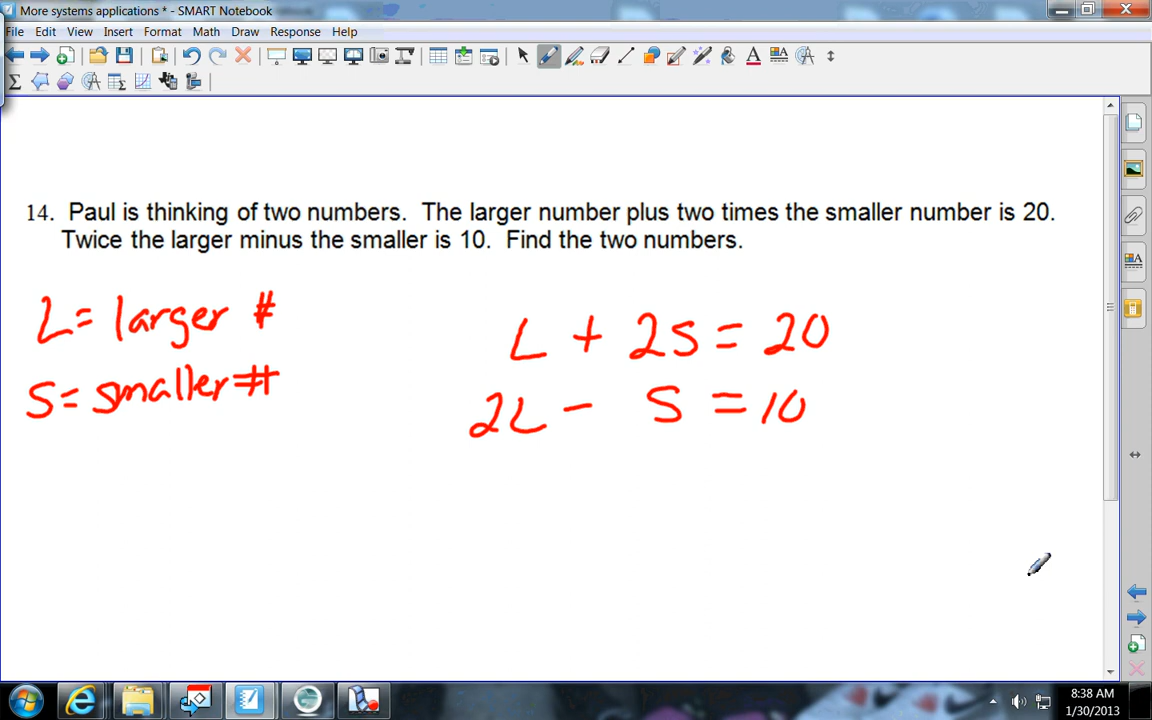 More systems applications * - SMART Notebook
File Edit View Insert Format Math Draw Response Help
14. Paul is thinking of two numbers. The larger number plus two times the smaller number is 20.
Twice the larger minus the smaller is 10. Find the two numbers.
L = larger #
S = smaller #
L + 2S = 20
2L - S = 10
8:38 AM
1/30/2013